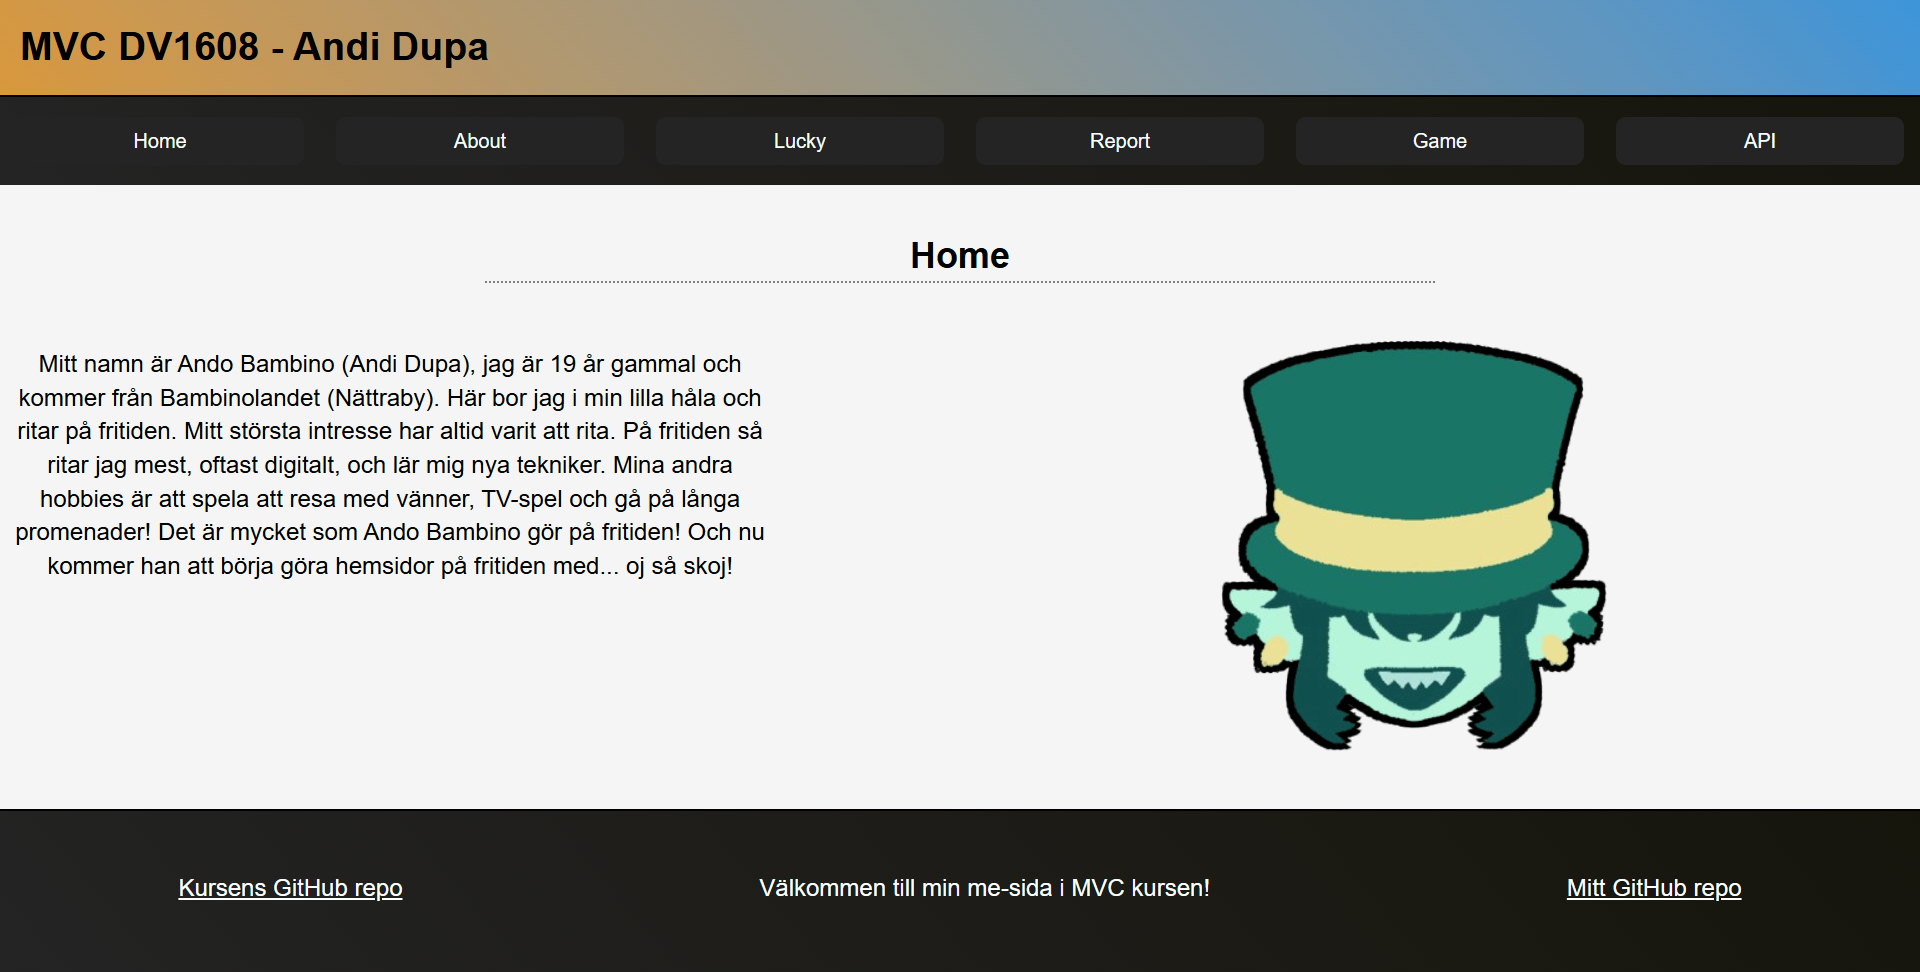 MVC DV1608 - Andi Dupa
Home
About
Lucky
Report
Game
API
Home
Mitt namn är Ando Bambino (Andi Dupa), jag är 19 år gammal och
kommer från Bambinolandet (Nättraby). Här bor jag i min lilla håla och
ritar på fritiden. Mitt största intresse har altid varit att rita. På fritiden så
ritar jag mest, oftast digitalt, och lär mig nya tekniker. Mina andra
hobbies är att spela att resa med vänner, TV-spel och gå på långa
promenader! Det är mycket som Ando Bambino gör på fritiden! Och nu
kommer han att börja göra hemsidor på fritiden med... oj så skoj!
Kursens GitHub repo
Välkommen till min me-sida i MVC kursen!
Mitt GitHub repo